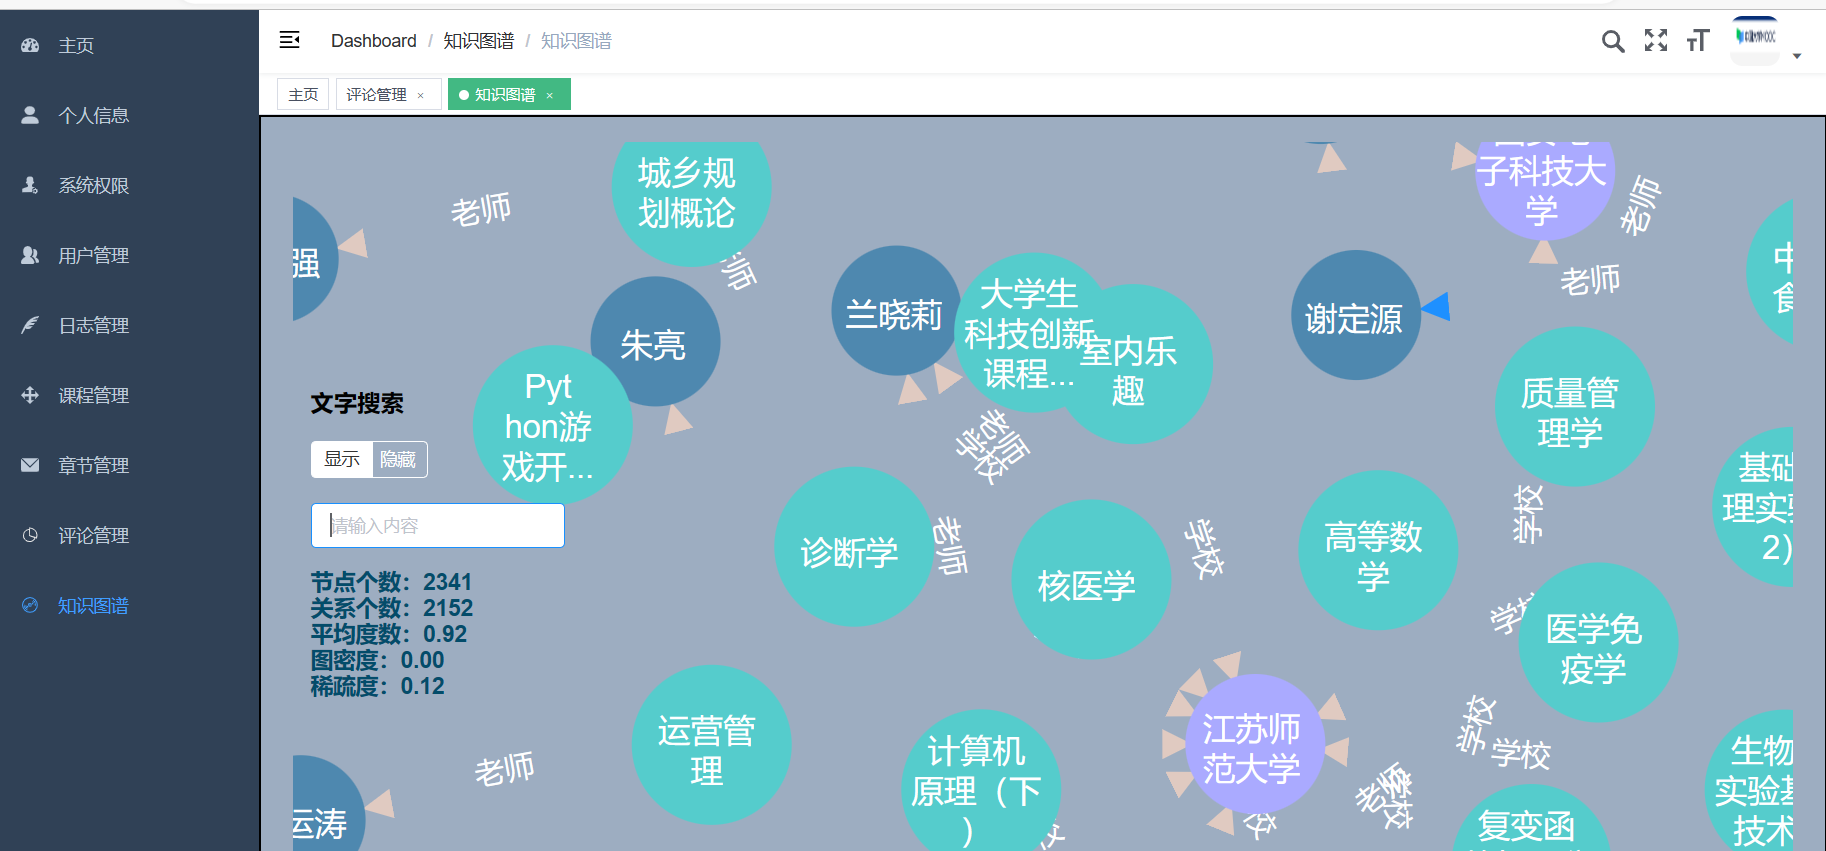 主页
个人信息
系统权限
用户管理
日志管理
课程管理
章节管理
评论管理
知识图谱
Dashboard / 知识图谱 / 知识图谱
主页
评论管理 ×
知识图谱 ×
城乡规
划概论
老师
强
朱亮
Pyt
hon游
戏开...
兰晓莉
大学生
科技创新
课程...
室内乐
趣
谢定源
子科技大
学
老师
老师
中
食
质量管
理学
基础
理实验
2)
学校
文字搜索
显示
隐藏
请输入内容
节点个数：2341
关系个数：2152
平均度数：0.92
图密度：0.00
稀疏度：0.12
老师
学校
诊断学
老师
核医学
学校
高等数
学
学校
医学免
疫学
运营管
理
老师
运涛
计算机
原理（下
）
江苏师
范大学
学校
学校
老师
学校
复变函
生物
实验基
技术